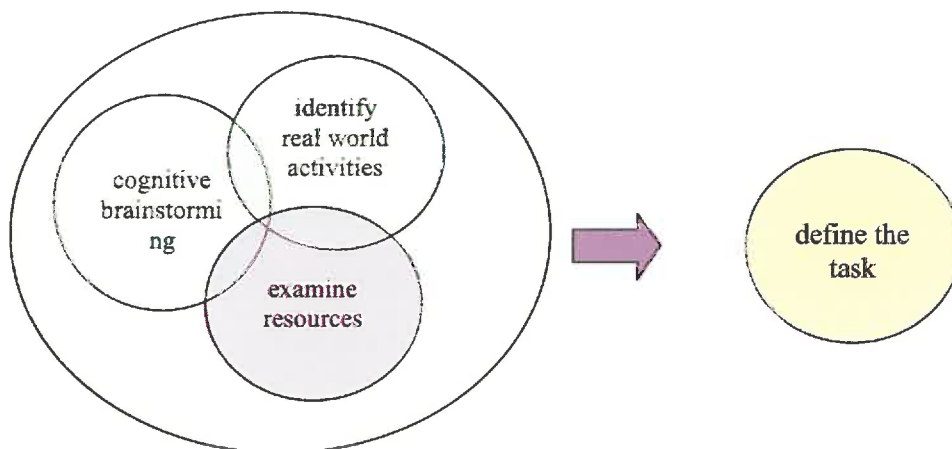 identify
real world
activities
cognitive
brainstormi
ng
examine
resources
define the
task